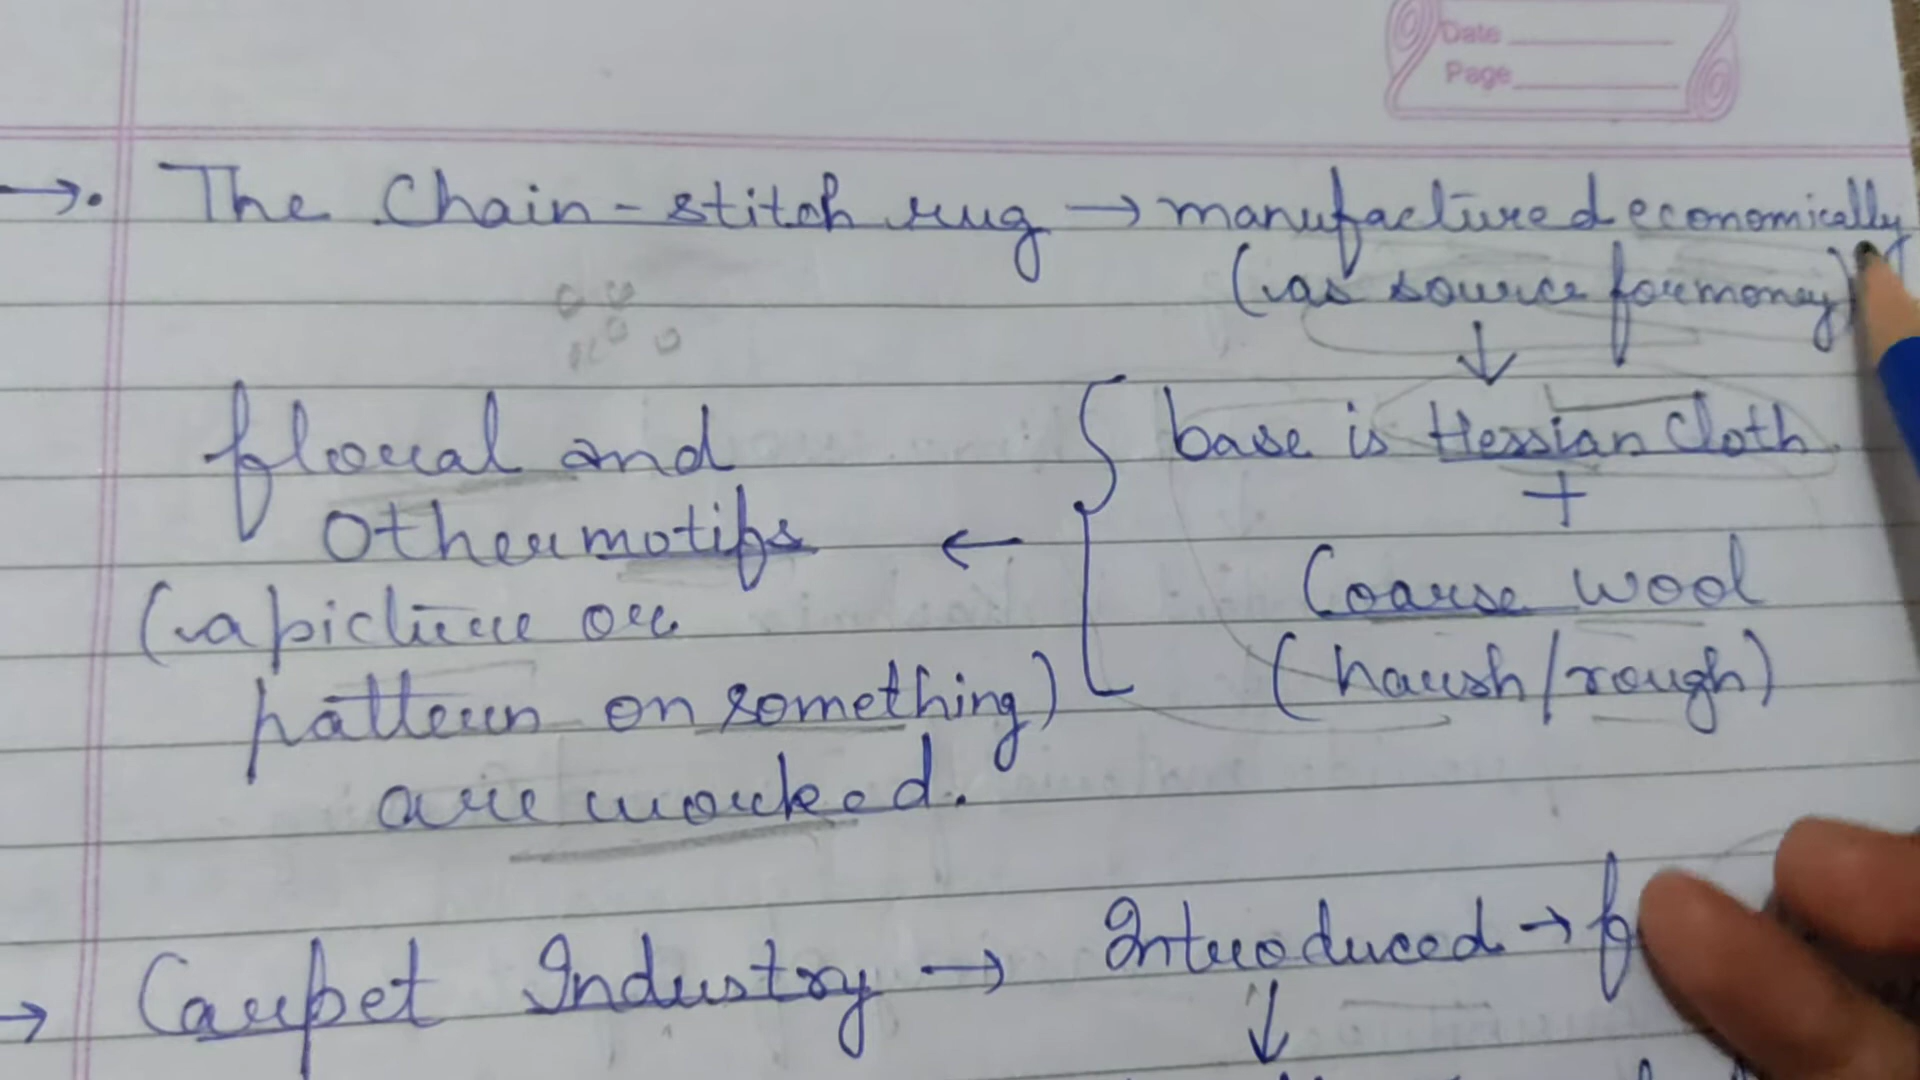 Date
Page
→. The Chain-stitch rug → manufactured economically
(as source for money)
↓
base is Hessian Cloth
+
Coarse wool
(harsh/rough)
←
floral and
Other motifs
(a picture or
pattern on something)
are worked.
→ Carpet Industry → Introduced →
↓